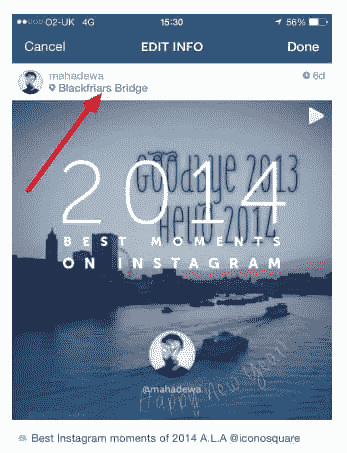 O2-UK 4G 15:30 56%
Cancel EDIT INFO Done
mahadewa 6d
Blackfriars Bridge
Goodbye 2013
Hello 2014
2014
BEST MOMENTS
ON INSTAGRAM
@mahadewa
Happy New Year
Best Instagram moments of 2014 A.L.A @iconosquare